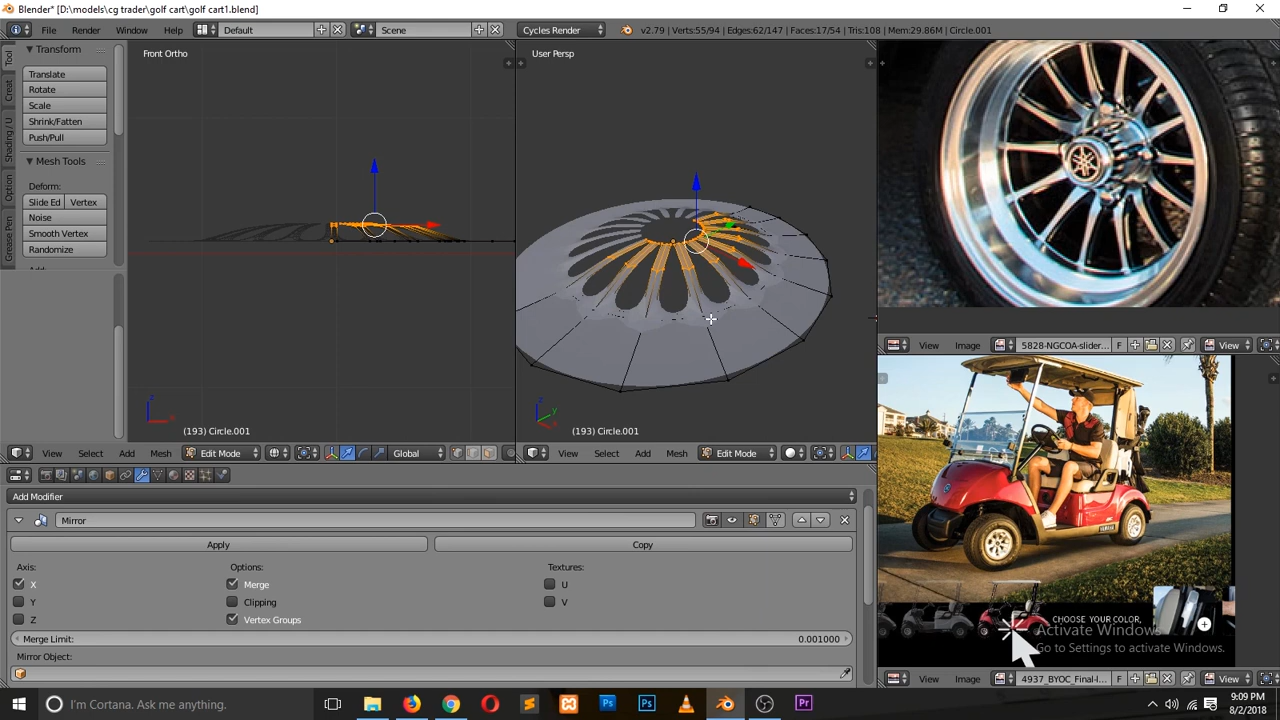 Blender* [D:\models\cg trader\golf cart\golf cart1.blend]
File Render Window Help Default Scene Cycles Render v2.79 | Verts:55/94 | Edges:62/147 | Faces:17/54 | Tris:108 | Mem:29.86M | Circle.001
Transform
Translate
Rotate
Scale
Shrink/Fatten
Push/Pull
Mesh Tools
Deform:
Slide Ed Vertex
Noise
Smooth Vertex
Randomize
Tool
Creat
Shading / U
Option
Grease Pen
Front Ortho
(193) Circle.001
User Persp
(193) Circle.001
View Select Add Mesh Edit Mode Global
View Select Add Mesh Edit Mode
View Image 5828-NGCOA-slider... F View
Add Modifier
Mirror
Apply Copy
Axis: Options: Textures:
X Merge U
Y Clipping V
Z Vertex Groups
Merge Limit: 0.001000
Mirror Object:
CHOOSE YOUR COLOR,
Activate Windows
Go to Settings to activate Windows.
View Image 4937_BYOC_Final-I... F View
I'm Cortana. Ask me anything.
9:09 PM
8/2/2018